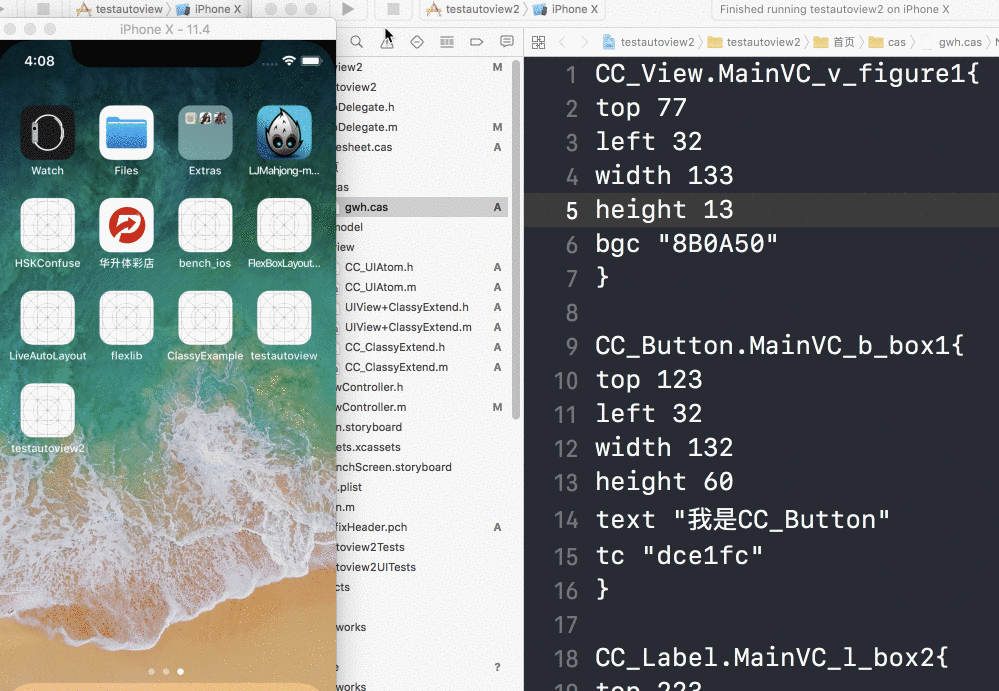 testautoview
iPhone X
testautoview2
iPhone X
Finished running testautoview2 on iPhone X
iPhone X - 11.4
testautoview2
testautoview2
首页
cas
gwh.cas
4:08
Watch
Files
Extras
LJMahjong-m...
HSKConfuse
华升体彩店
bench_ios
FlexBoxLayout...
LiveAutoLayout
flexlib
ClassyExample
testautoview
testautoview2
view2 M
toview2
pDelegate.h
pDelegate.m M
esheet.cas A
cas
gwh.cas A
model
view
CC_UIAtom.h A
CC_UIAtom.m A
UIView+ClassyExtend.h A
UIView+ClassyExtend.m A
CC_ClassyExtend.h A
CC_ClassyExtend.m A
wController.h
wController.m M
n.storyboard
ets.xcassets
nchScreen.storyboard
.plist
n.m
fixHeader.pch A
toview2Tests
toview2UITests
cts
works
?
works
1 CC_View.MainVC_v_figure1{
2 top 77
3 left 32
4 width 133
5 height 13
6 bgc "8B0A50"
7 }
8
9 CC_Button.MainVC_b_box1{
10 top 123
11 left 32
12 width 132
13 height 60
14 text "我是CC_Button"
15 tc "dce1fc"
16 }
17
18 CC_Label.MainVC_l_box2{
19 top 223